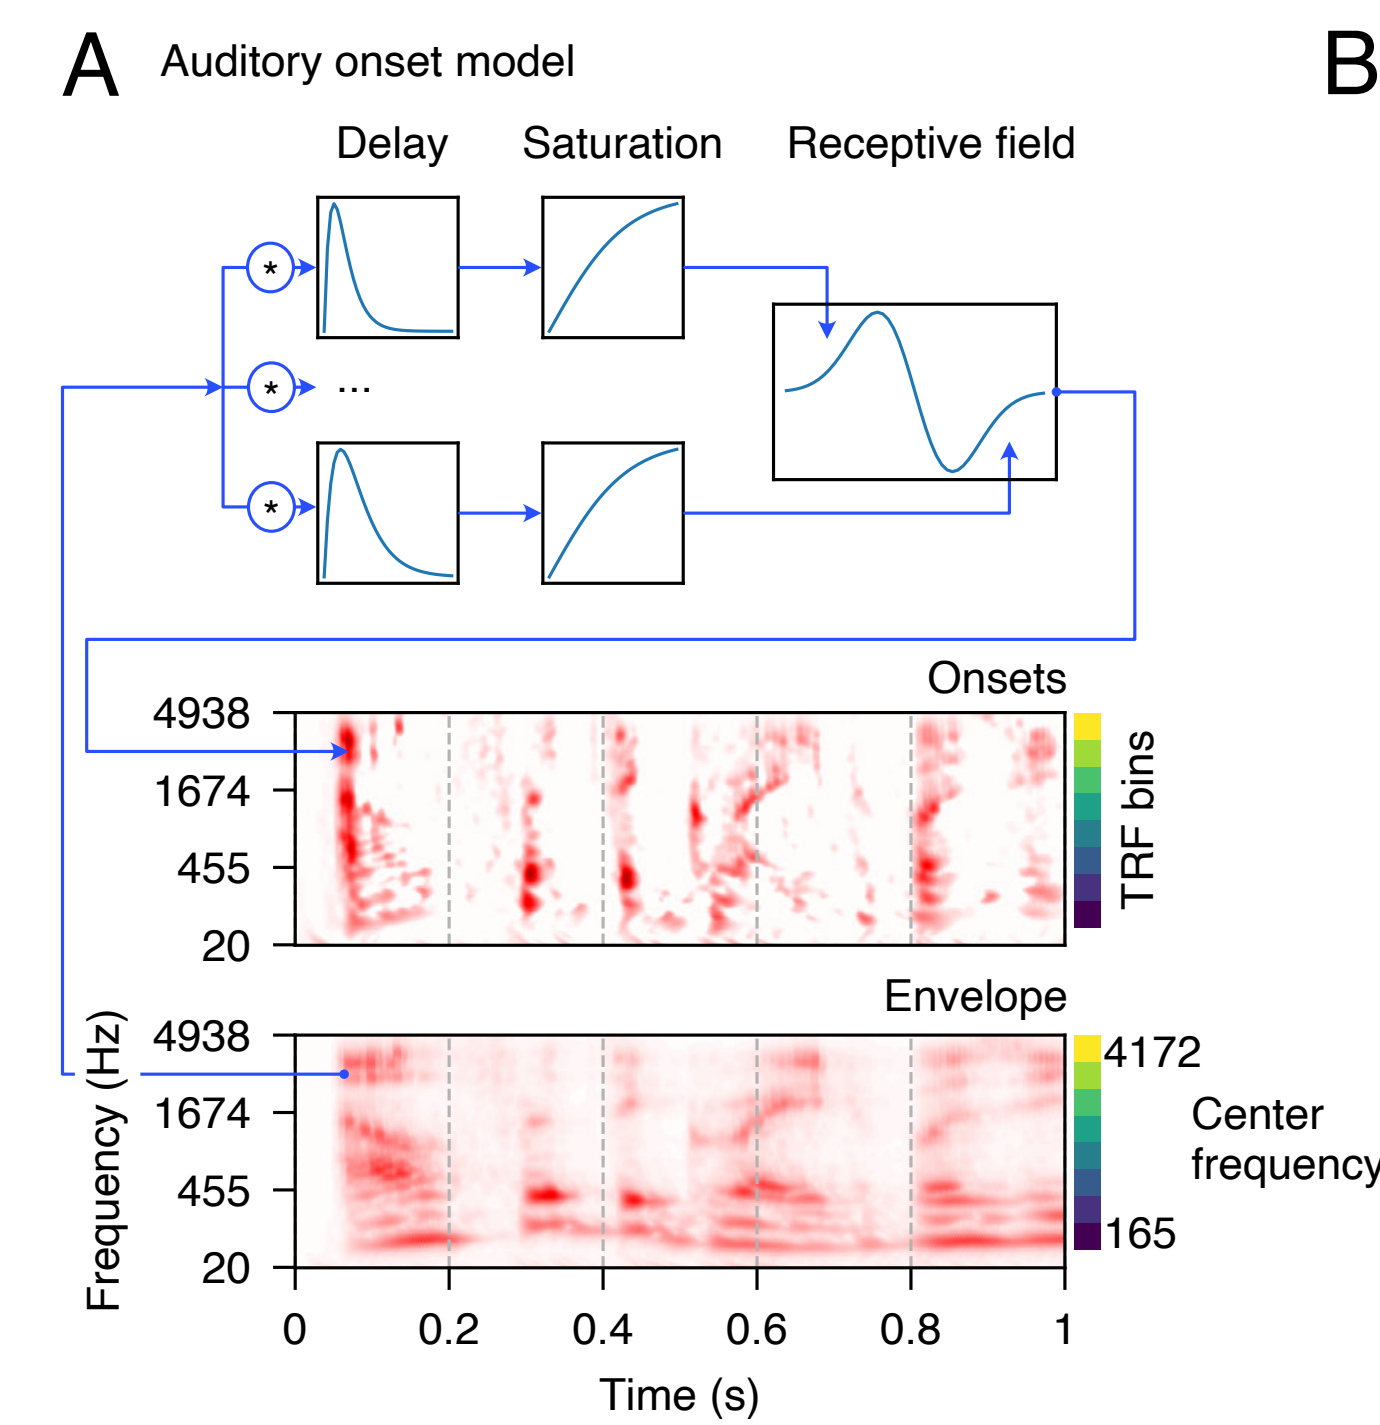 A Auditory onset model
B
Delay Saturation Receptive field
*
* ...
*
Onsets
4938
1674
455
20
TRF bins
Envelope
4938
1674
455
20
Frequency (Hz)
4172
Center
frequency
165
0 0.2 0.4 0.6 0.8 1
Time (s)